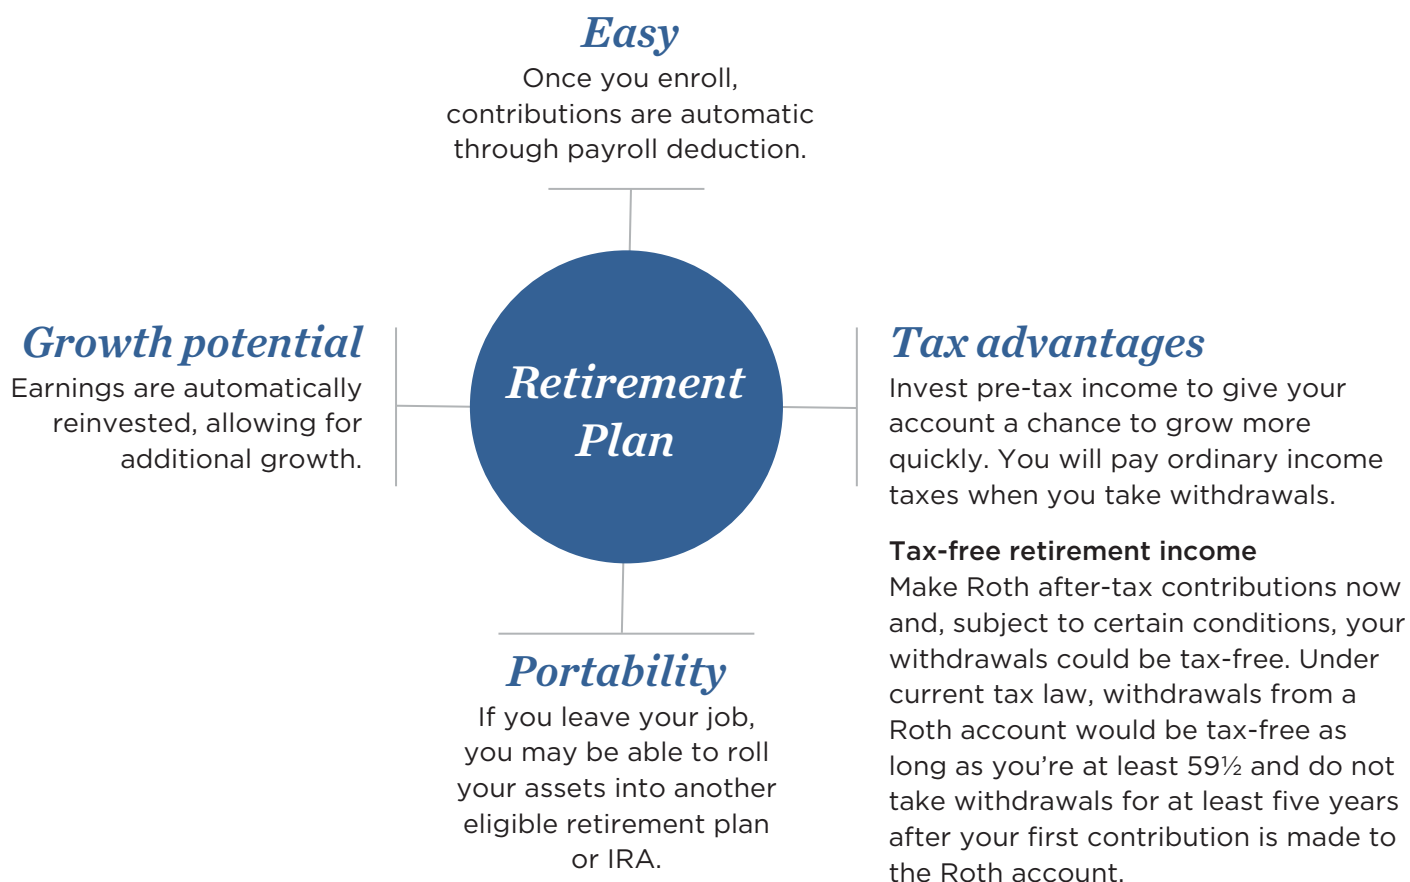 Easy
Once you enroll,
contributions are automatic
through payroll deduction.
Growth potential
Earnings are automatically
reinvested, allowing for
additional growth.
Retirement
Plan
Tax advantages
Invest pre-tax income to give your
account a chance to grow more
quickly. You will pay ordinary income
taxes when you take withdrawals.
Tax-free retirement income
Make Roth after-tax contributions now
and, subject to certain conditions, your
withdrawals could be tax-free. Under
current tax law, withdrawals from a
Roth account would be tax-free as
long as you’re at least 59½ and do not
take withdrawals for at least five years
after your first contribution is made to
the Roth account.
Portability
If you leave your job,
you may be able to roll
your assets into another
eligible retirement plan
or IRA.